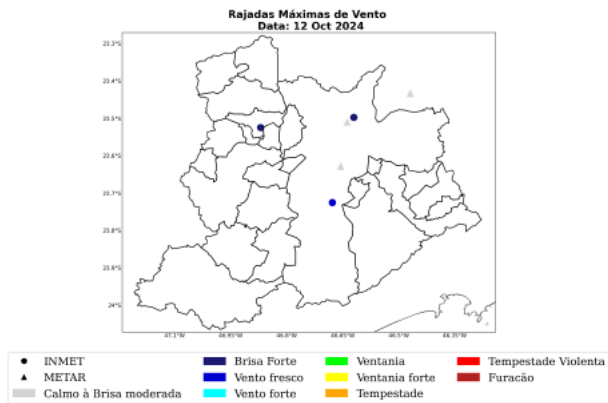 Rajadas Máximas de Vento
Data: 12 Oct 2024
23.3°S
23.4°S
23.5°S
23.6°S
23.7°S
23.8°S
23.9°S
24°S
47.1°W
46.95°W
46.8°W
46.65°W
46.5°W
46.35°W
INMET
METAR
Calmo à Brisa moderada
Brisa Forte
Vento fresco
Vento forte
Ventania
Ventania forte
Tempestade
Tempestade Violenta
Furacão